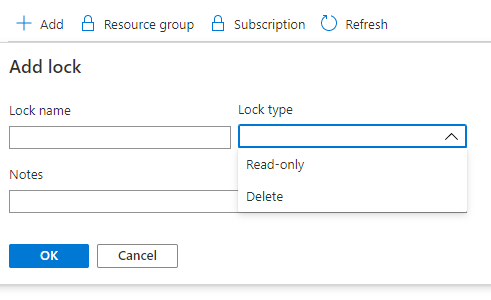 Add Resource group Subscription Refresh
Add lock
Lock name Lock type
Read-only
Notes
Delete
OK Cancel